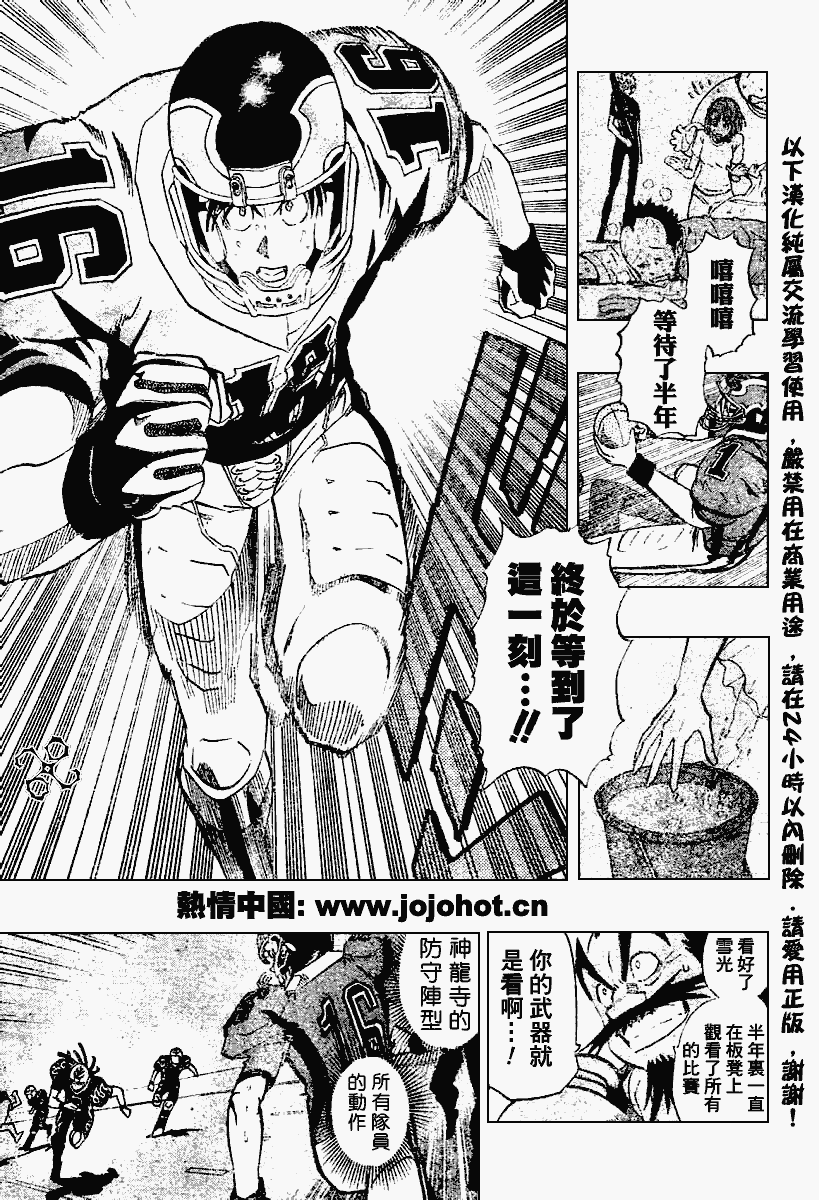 嘻嘻嘻
等待了半年
終於等到了
這一刻…!!
16
16
16
1
熱情中國: www.jojohot.cn
看好了
雪光
半年裏一直
在板凳上
觀看了所有
的比賽
你的武器就
是看啊…!
神龍寺的
防守陣型
所有隊員
的動作
16
以下漢化純屬交流學習使用，嚴禁用在商業用途，請在24小時以內刪除．請愛用正版，謝謝！